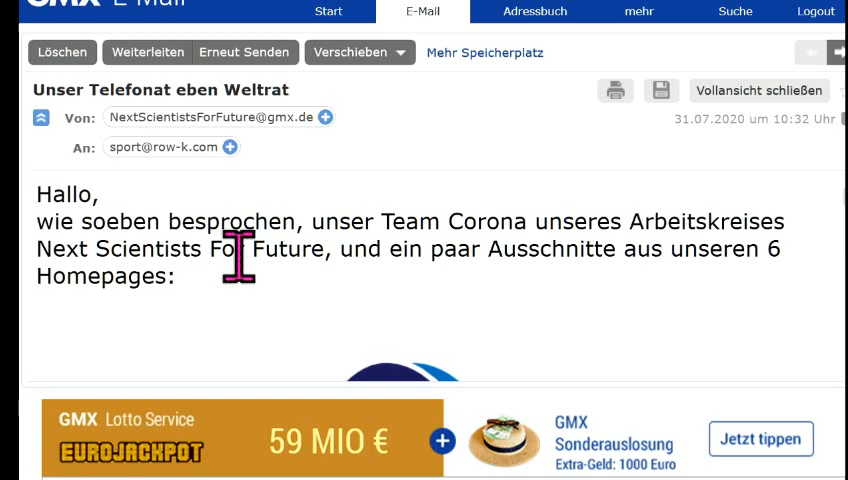 GMX E-Mail
Start E-Mail Adressbuch mehr Suche Logout
Löschen Weiterleiten Erneut Senden Verschieben Mehr Speicherplatz
Unser Telefonat eben Weltrat
Vollansicht schließen
Von: NextScientistsForFuture@gmx.de
31.07.2020 um 10:32 Uhr
An: sport@row-k.com
Hallo,
wie soeben besprochen, unser Team Corona unseres Arbeitskreises
Next Scientists For Future, und ein paar Ausschnitte aus unseren 6
Homepages:
GMX Lotto Service
EUROJACKPOT
59 MIO €
GMX
Sonderauslosung
Extra-Geld: 1000 Euro
Jetzt tippen